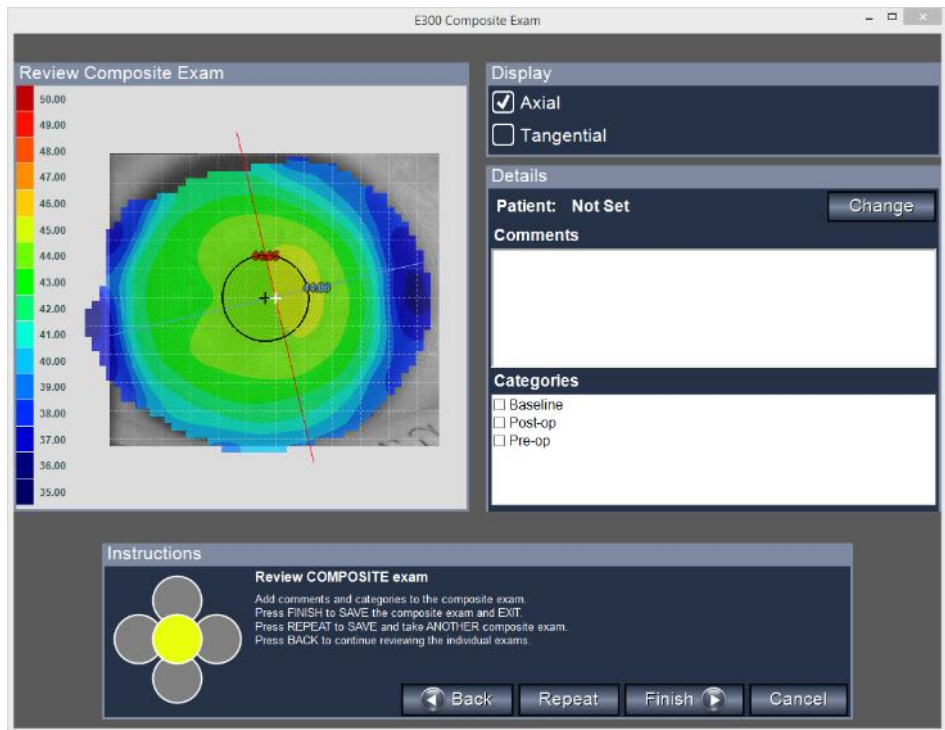 E300 Composite Exam
Review Composite Exam
50.00
49.00
48.00
47.00
46.00
45.00
44.00
43.00
42.00
41.00
40.00
39.00
38.00
37.00
36.00
35.00
Display
Axial
Tangential
Details
Patient: Not Set
Change
Comments
Categories
Baseline
Post-op
Pre-op
Instructions
Review COMPOSITE exam
Add comments and categories to the composite exam.
Press FINISH to SAVE the composite exam and EXIT.
Press REPEAT to SAVE and take ANOTHER composite exam.
Press BACK to continue reviewing the individual exams.
Back
Repeat
Finish
Cancel